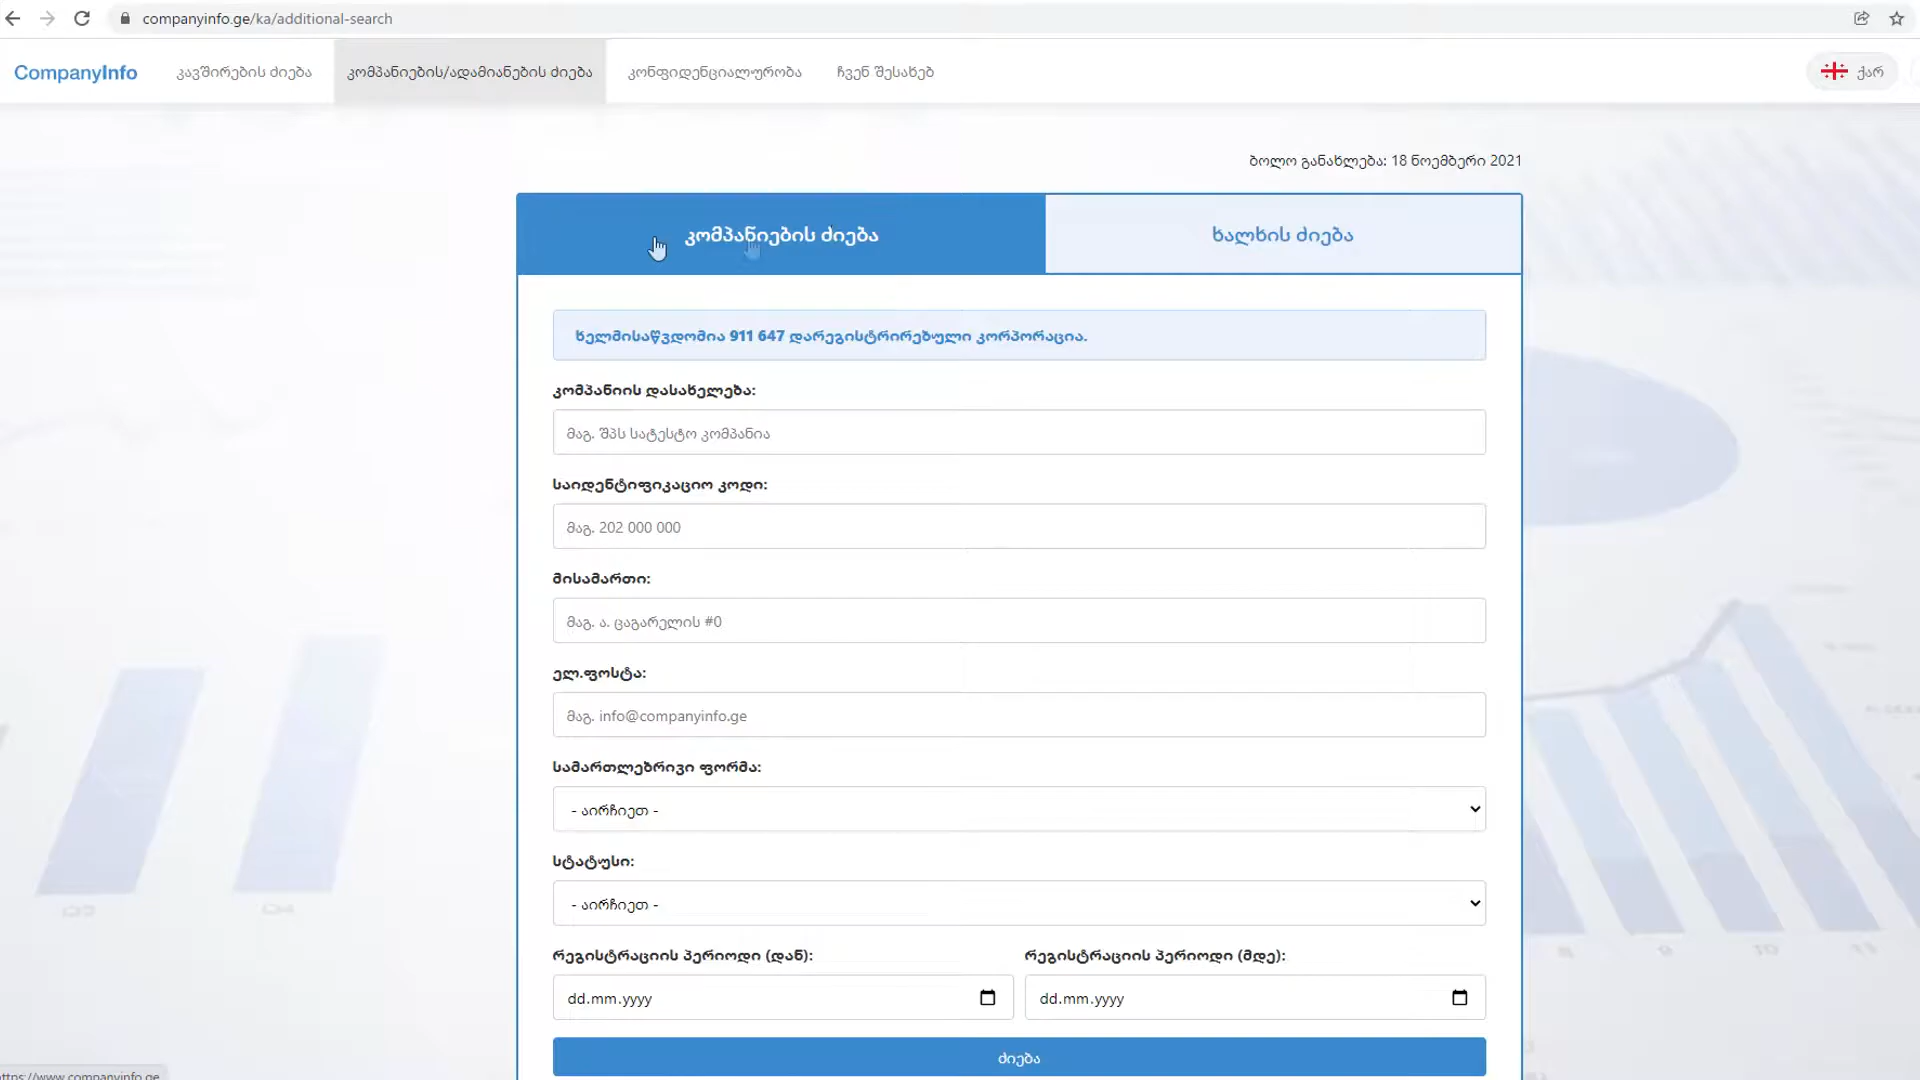 companyinfo.ge/ka/additional-search
CompanyInfo
კავშირების ძიება
კომპანიების/ადამიანების ძიება
კონფიდენციალურობა
ჩვენ შესახებ
ქარ
ბოლო განახლება: 18 ნოემბერი 2021
კომპანიების ძიება
ხალხის ძიება
ხელმისაწვდომია 911 647 დარეგისტრირებული კორპორაცია.
კომპანიის დასახელება:
მაგ. შპს სატესტო კომპანია
საიდენტიფიკაციო კოდი:
მაგ. 202 000 000
მისამართი:
მაგ. ა. ცაგარელის #0
ელ.ფოსტა:
მაგ. info@companyinfo.ge
სამართლებრივი ფორმა:
- აირჩიეთ -
სტატუსი:
- აირჩიეთ -
რეგისტრაციის პერიოდი (დან):
რეგისტრაციის პერიოდი (მდე):
dd.mm.yyyy
dd.mm.yyyy
ძიება